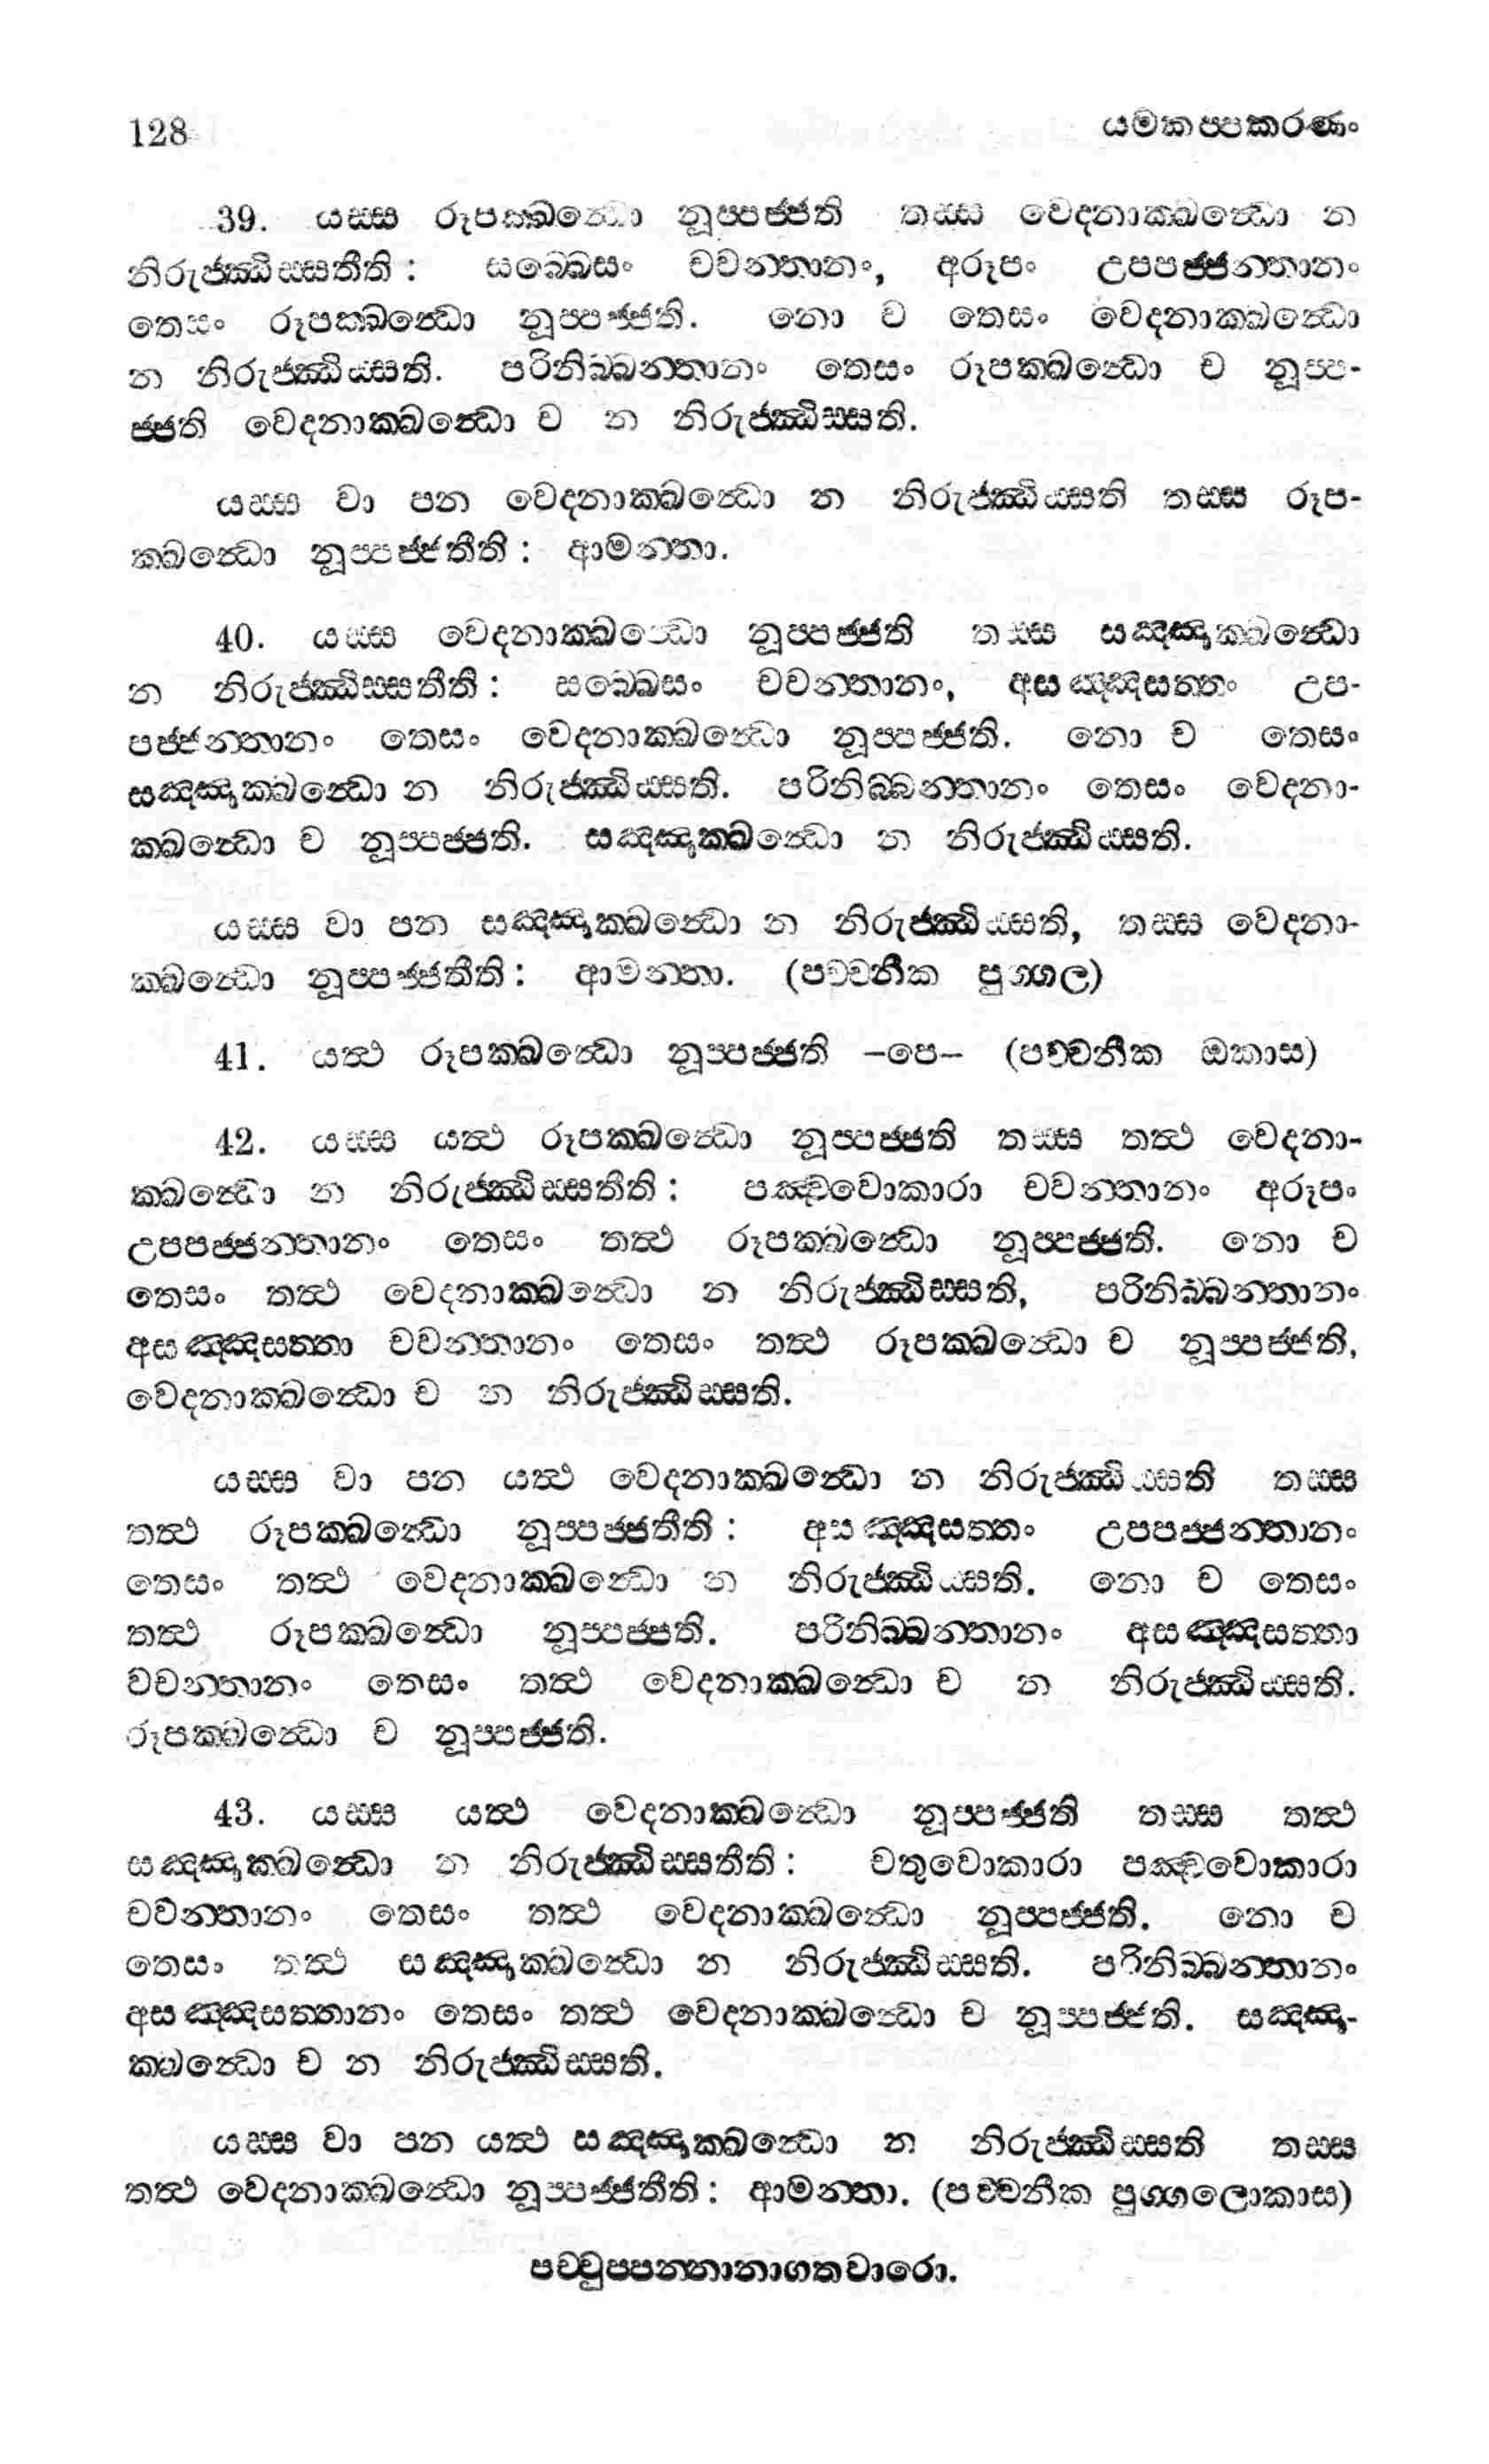 128 යමකප්පකරණං
39. යස්ස රූපක්ඛන්ධො නූප්පජ්ජති තස්ස වේදනාක්ඛන්ධො න
නිරුජ්ඣිස්සතීති : සබ්බෙසං චවන්තානං, අරූපං උපපජ්ජන්තානං
තෙසං රූපක්ඛන්ධො නූප්පජ්ජති. නො ච තෙසං වේදනාක්ඛන්ධො
න නිරුජ්ඣිස්සති. පරිනිබ්බන්තානං තෙසං රූපක්ඛන්ධො ච නූප්ප-
ජ්ජති වේදනාක්ඛන්ධො ච න නිරුජ්ඣිස්සති.
යස්ස වා පන වේදනාක්ඛන්ධො න නිරුජ්ඣිස්සති තස්ස රූප-
ක්ඛන්ධො නූප්පජ්ජතීති : ආමන්තා.
40. යස්ස වේදනාක්ඛන්ධො නූප්පජ්ජති තස්ස සඤ්ඤාක්ඛන්ධො
න නිරුජ්ඣිස්සතීති : සබ්බෙසං චවන්තානං, අසඤ්ඤසත්තං උප-
පජ්ජන්තානං තෙසං වේදනාක්ඛන්ධො නූප්පජ්ජති. නො ච තෙසං
සඤ්ඤාක්ඛන්ධො න නිරුජ්ඣිස්සති. පරිනිබ්බන්තානං තෙසං වේදනා-
ක්ඛන්ධො ච නූප්පජ්ජති. සඤ්ඤාක්ඛන්ධො න නිරුජ්ඣිස්සති.
යස්ස වා පන සඤ්ඤාක්ඛන්ධො න නිරුජ්ඣිස්සති, තස්ස වේදනා-
ක්ඛන්ධො නූප්පජ්ජතීති : ආමන්තා. (පච්චනීක පුග්ගල)
41. යත්ථ රූපක්ඛන්ධො නූප්පජ්ජති –පෙ– (පච්චනීක ඔකාස)
42. යස්ස යත්ථ රූපක්ඛන්ධො නූප්පජ්ජති තස්ස තත්ථ වේදනා-
ක්ඛන්ධො න නිරුජ්ඣිස්සතීති : පඤ්චවොකාරා චවන්තානං අරූපං
උපපජ්ජන්තානං තෙසං තත්ථ රූපක්ඛන්ධො නූප්පජ්ජති. නො ච
තෙසං තත්ථ වේදනාක්ඛන්ධො න නිරුජ්ඣිස්සති, පරිනිබ්බන්තානං
අසඤ්ඤසත්තා චවන්තානං තෙසං තත්ථ රූපක්ඛන්ධො ච නූප්පජ්ජති,
වේදනාක්ඛන්ධො ච න නිරුජ්ඣිස්සති.
යස්ස වා පන යත්ථ වේදනාක්ඛන්ධො න නිරුජ්ඣිස්සති තස්ස
තත්ථ රූපක්ඛන්ධො නූප්පජ්ජතීති : අසඤ්ඤසත්තං උපපජ්ජන්තානං
තෙසං තත්ථ වේදනාක්ඛන්ධො න නිරුජ්ඣිස්සති. නො ච තෙසං
තත්ථ රූපක්ඛන්ධො නූප්පජ්ජති. පරිනිබ්බන්තානං අසඤ්ඤසත්තා
චවන්තානං තෙසං තත්ථ වේදනාක්ඛන්ධො ච න නිරුජ්ඣිස්සති.
රූපක්ඛන්ධො ච නූප්පජ්ජති.
43. යස්ස යත්ථ වේදනාක්ඛන්ධො නූප්පජ්ජති තස්ස තත්ථ
සඤ්ඤාක්ඛන්ධො න නිරුජ්ඣිස්සතීති : චතුවොකාරා පඤ්චවොකාරා
චවන්තානං තෙසං තත්ථ වේදනාක්ඛන්ධො නූප්පජ්ජති. නො ච
තෙසං තත්ථ සඤ්ඤාක්ඛන්ධො න නිරුජ්ඣිස්සති. පරිනිබ්බන්තානං
අසඤ්ඤසත්තානං තෙසං තත්ථ වේදනාක්ඛන්ධො ච නූප්පජ්ජති. සඤ්ඤා-
ක්ඛන්ධො ච න නිරුජ්ඣිස්සති.
යස්ස වා පන යත්ථ සඤ්ඤාක්ඛන්ධො න නිරුජ්ඣිස්සති තස්ස
තත්ථ වේදනාක්ඛන්ධො නූප්පජ්ජතීති : ආමන්තා. (පච්චනීක පුග්ගලොකාස)
පච්චුප්පන්නානාගතවාරො.